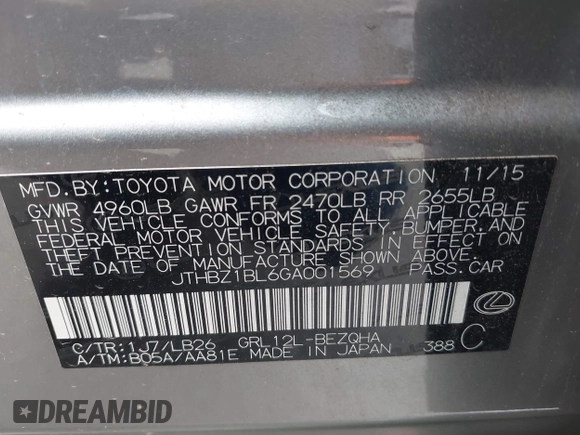 MFD.BY:TOYOTA MOTOR CORPORATION 11/15
GVWR 4960LB GAWR FR 2470LB RR 2655LB
THIS VEHICLE CONFORMS TO ALL APPLICABLE
FEDERAL MOTOR VEHICLE SAFETY,BUMPER,AND
THEFT PREVENTION STANDARDS IN EFFECT ON
THE DATE OF MANUFACTURE SHOWN ABOVE.
JTHBZ1BL6GA001569 PASS.CAR
C/TR:1J7/LB26 GRL12L-BEZQHA
A/TM:B05A/AA81E MADE IN JAPAN 388 C
DREAMBID